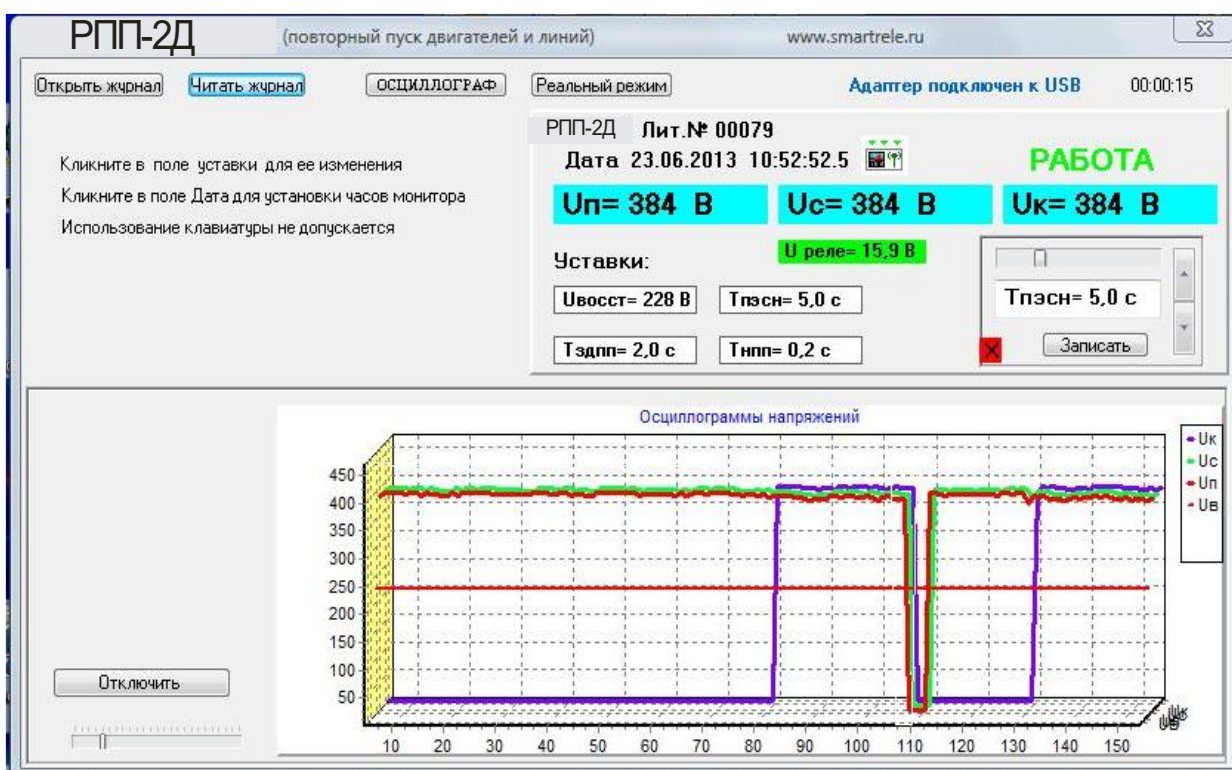 РПП-2Д (повторный пуск двигателей и линий) www.smartrele.ru
Открыть журнал Читать журнал ОСЦИЛЛОГРАФ Реальный режим Адаптер подключен к USB 00:00:15
РПП-2Д Лит.№ 00079
Кликните в поле уставки для ее изменения
Дата 23.06.2013 10:52:52.5 РАБОТА
Кликните в поле Дата для установки часов монитора
Использование клавиатуры не допускается
Uп= 384 В Uс= 384 В Uк= 384 В
Уставки: U реле= 15,9 В
Uвосст= 228 В Тпэсн= 5,0 с Тпэсн= 5,0 с
Тздпп= 2,0 с Тнпп= 0,2 с Записать
Осциллограммы напряжений
Uк
Uс
Uп
Uв
450
400
350
300
250
200
150
100
50
Отключить
10 20 30 40 50 60 70 80 90 100 110 120 130 140 150